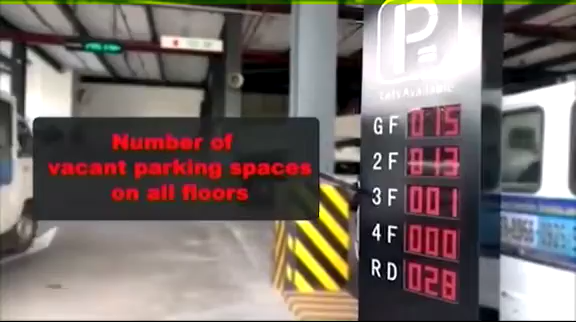 P
Lots Available
Number of
vacant parking spaces
on all floors
GF 015
2F 013
3F 001
4F 000
RD 028